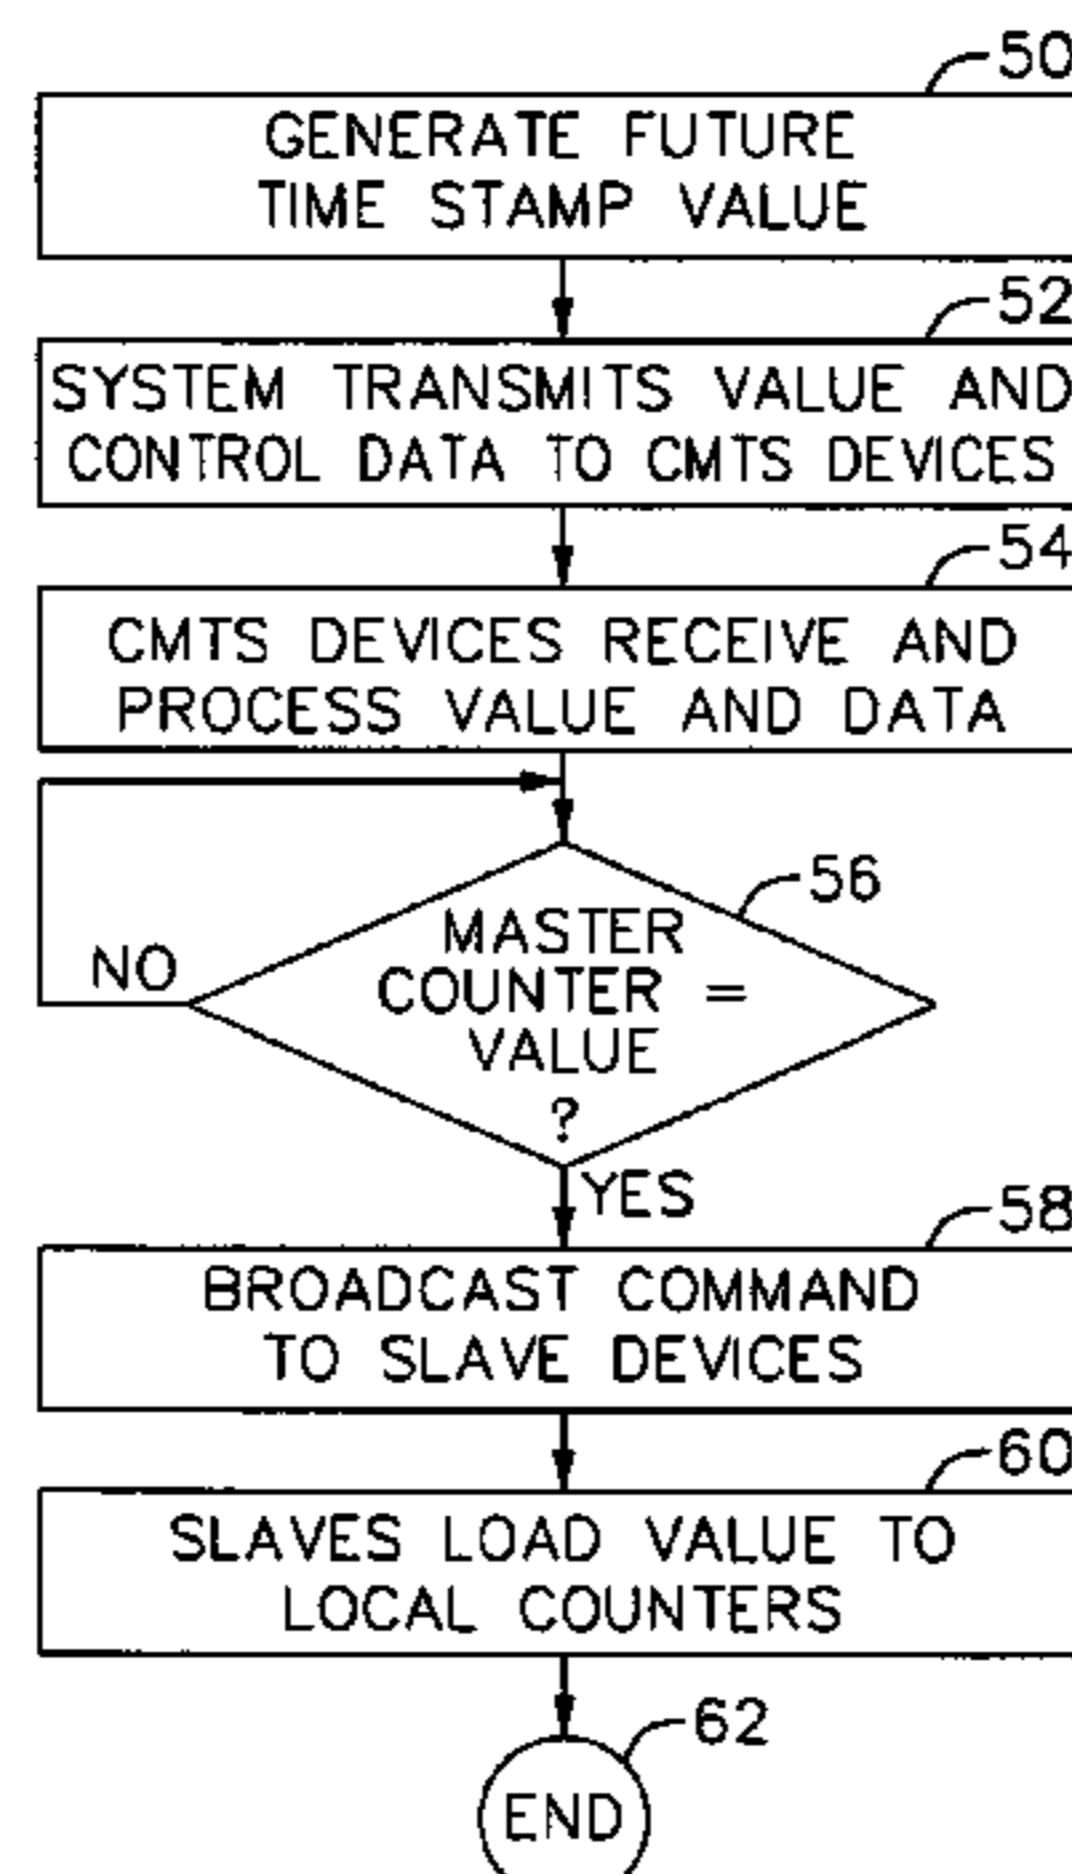 50
GENERATE FUTURE
TIME STAMP VALUE
52
SYSTEM TRANSMITS VALUE AND
CONTROL DATA TO CMTS DEVICES
54
CMTS DEVICES RECEIVE AND
PROCESS VALUE AND DATA
56
MASTER
NO
COUNTER =
VALUE
?
YES
58
BROADCAST COMMAND
TO SLAVE DEVICES
60
SLAVES LOAD VALUE TO
LOCAL COUNTERS
62
END